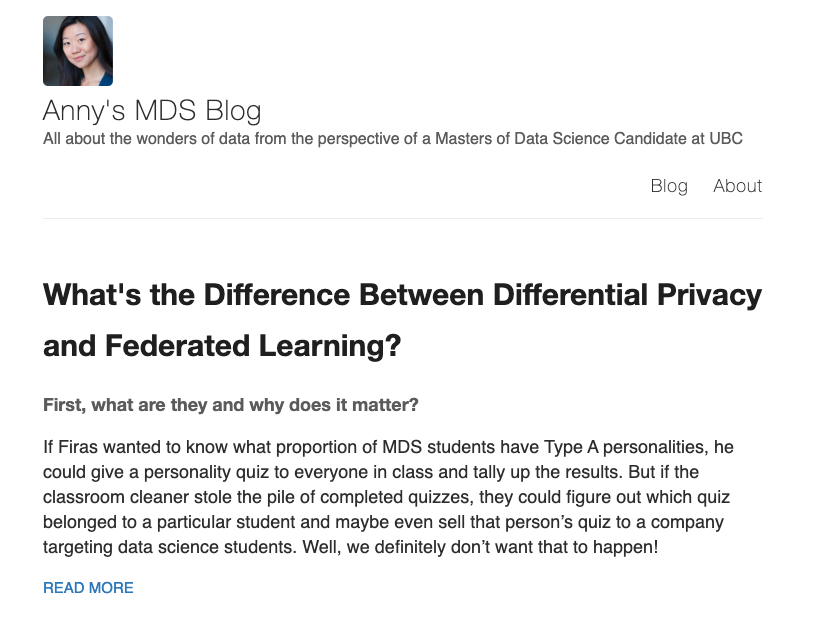 Anny's MDS Blog
All about the wonders of data from the perspective of a Masters of Data Science Candidate at UBC
Blog About
What's the Difference Between Differential Privacy
and Federated Learning?
First, what are they and why does it matter?
If Firas wanted to know what proportion of MDS students have Type A personalities, he
could give a personality quiz to everyone in class and tally up the results. But if the
classroom cleaner stole the pile of completed quizzes, they could figure out which quiz
belonged to a particular student and maybe even sell that person’s quiz to a company
targeting data science students. Well, we definitely don’t want that to happen!
READ MORE